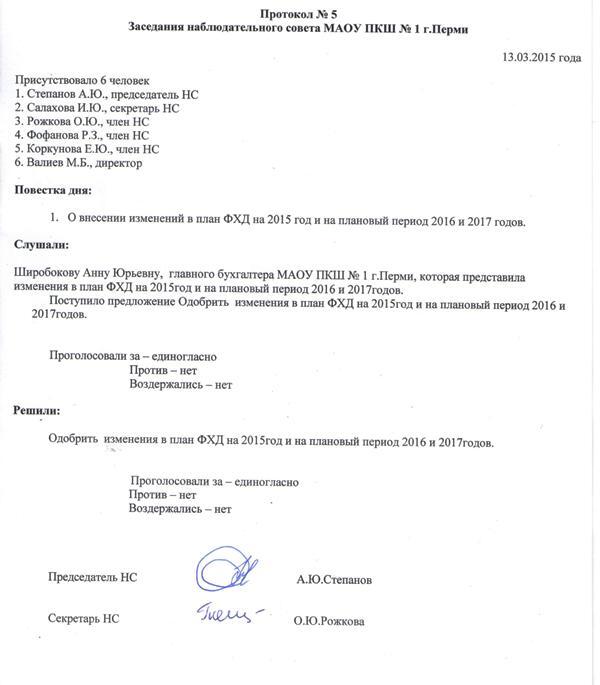 Протокол № 5
Заседания наблюдательного совета МАОУ ПКШ № 1 г.Перми
13.03.2015 года
Присутствовало 6 человек
1. Степанов А.Ю., председатель НС
2. Салахова И.Ю., секретарь НС
3. Рожкова О.Ю., член НС
4. Фофанова Р.З., член НС
5. Коркунова Е.Ю., член НС
6. Валиев М.Б., директор
Повестка дня:
1. О внесении изменений в план ФХД на 2015 год и на плановый период 2016 и 2017 годов.
Слушали:
Широбокову Анну Юрьевну, главного бухгалтера МАОУ ПКШ № 1 г.Перми, которая представила
изменения в план ФХД на 2015год и на плановый период 2016 и 2017годов.
Поступило предложение Одобрить изменения в план ФХД на 2015год и на плановый период 2016 и
2017годов.
Проголосовали за – единогласно
Против – нет
Воздержались – нет
Решили:
Одобрить изменения в план ФХД на 2015год и на плановый период 2016 и 2017годов.
Проголосовали за – единогласно
Против – нет
Воздержались – нет
Председатель НС А.Ю.Степанов
Секретарь НС О.Ю.Рожкова